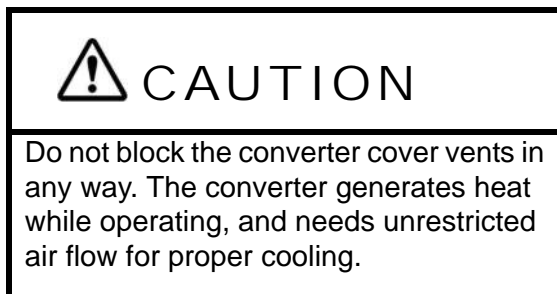 CAUTION
Do not block the converter cover vents in
any way. The converter generates heat
while operating, and needs unrestricted
air flow for proper cooling.